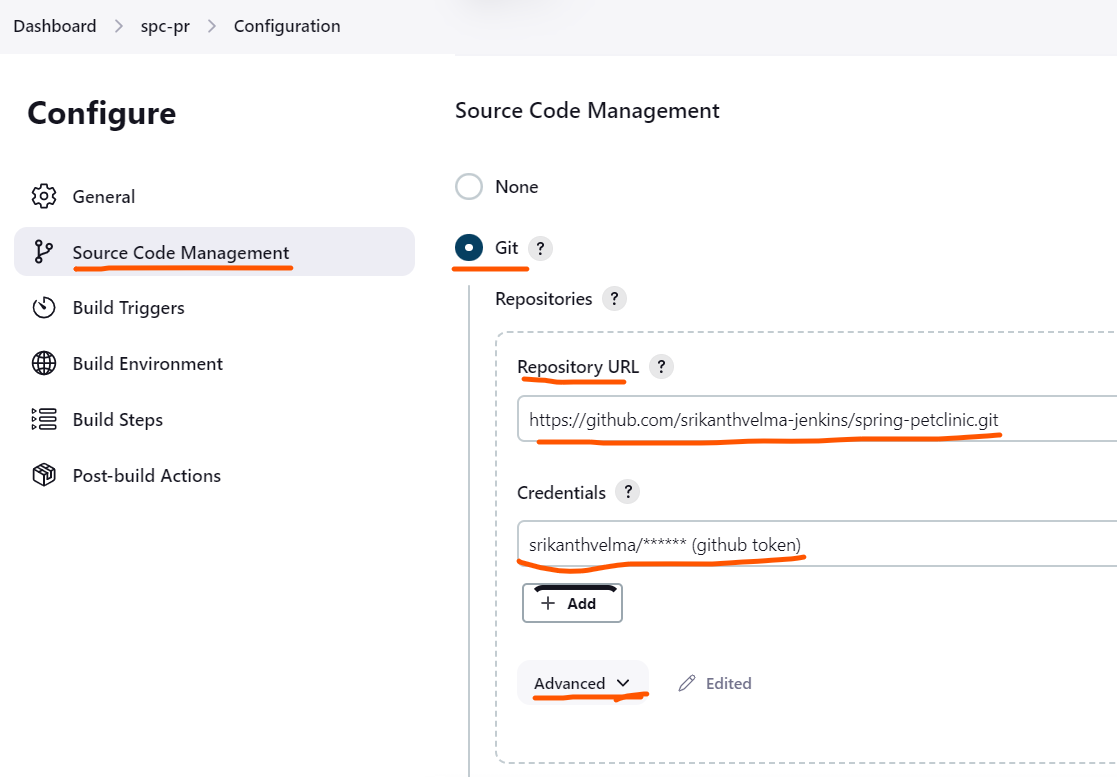 Dashboard > spc-pr > Configuration
Configure
General
Source Code Management
Build Triggers
Build Environment
Build Steps
Post-build Actions
Source Code Management
None
Git ?
Repositories ?
Repository URL ?
https://github.com/srikanthvelma-jenkins/spring-petclinic.git
Credentials ?
srikanthvelma/****** (github token)
+ Add
Advanced
Edited